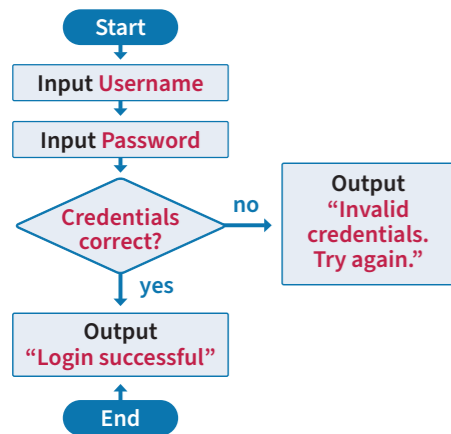 Start
Input Username
Input Password
Credentials
correct?
no
Output
“Invalid
credentials.
Try again.”
yes
Output
“Login successful”
End